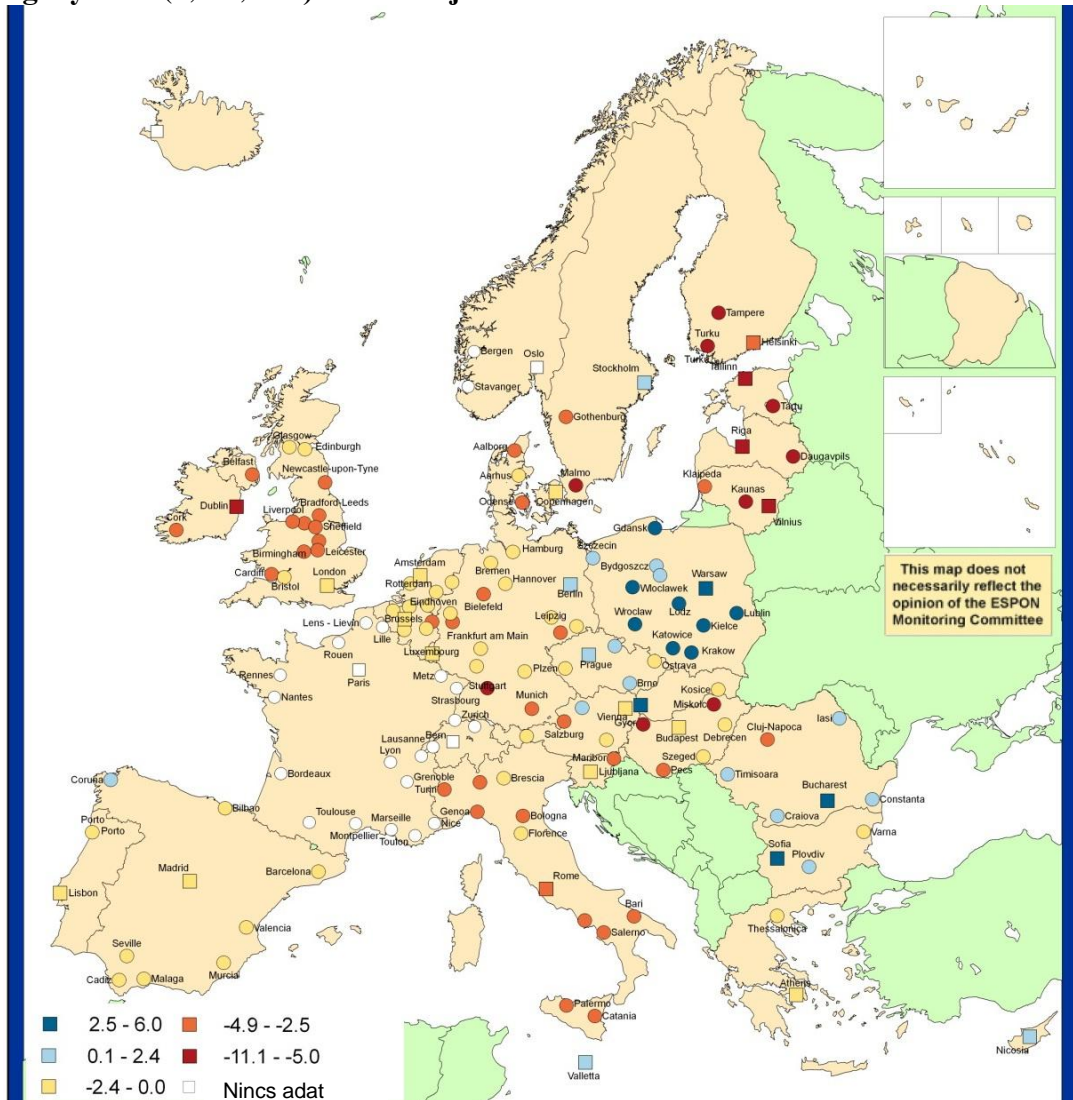 Tampere
Turku
Helsinki
Turku
Tallinn
Bergen
Oslo
Stockholm
Stavanger
Tartu
Gothenburg
Riga
Glasgow
Edinburgh
Aalborg
Daugavpils
Belfast
Newcastle-upon-Tyne
Aarhus
Malmo
Klaipeda
Kaunas
Dublin
Bradford-Leeds
Odense
Copenhagen
Vilnius
Liverpool
Cork
Sheffield
Gdansk
Birmingham
Leicester
Hamburg
Szczecin
Amsterdam
Bremen
Bydgoszcz
Warsaw
This map does not
necessarily reflect the
opinion of the ESPON
Monitoring Committee
Cardiff
London
Bristol
Rotterdam
Hannover
Berlin
Wloclawek
Eindhoven
Bielefeld
Wroclaw
Lodz
Lublin
Lens - Lievin
Brussels
Leipzig
Kielce
Lille
Frankfurt am Main
Katowice
Krakow
Rouen
Luxembourg
Plzen
Prague
Ostrava
Rennes
Paris
Metz
Stuttgart
Brno
Kosice
Nantes
Strasbourg
Munich
Miskolc
Zurich
Vienna
Gyor
Iasi
Lausanne
Bern
Salzburg
Budapest
Debrecen
Cluj-Napoca
Lyon
Maribor
Szeged
Coruna
Bordeaux
Grenoble
Brescia
Ljubljana
Pecs
Timisoara
Turin
Bucharest
Bilbao
Toulouse
Marseille
Genoa
Bologna
Constanta
Porto
Porto
Montpellier
Nice
Florence
Craiova
Toulon
Sofia
Varna
Madrid
Barcelona
Rome
Plovdiv
Lisbon
Bari
Valencia
Salerno
Thessalonica
Seville
Murcia
Cadiz
Malaga
Athens
Palermo
Catania
2.5 - 6.0
-4.9 - -2.5
0.1 - 2.4
-11.1 - -5.0
Nicosia
Valletta
-2.4 - 0.0
Nincs adat